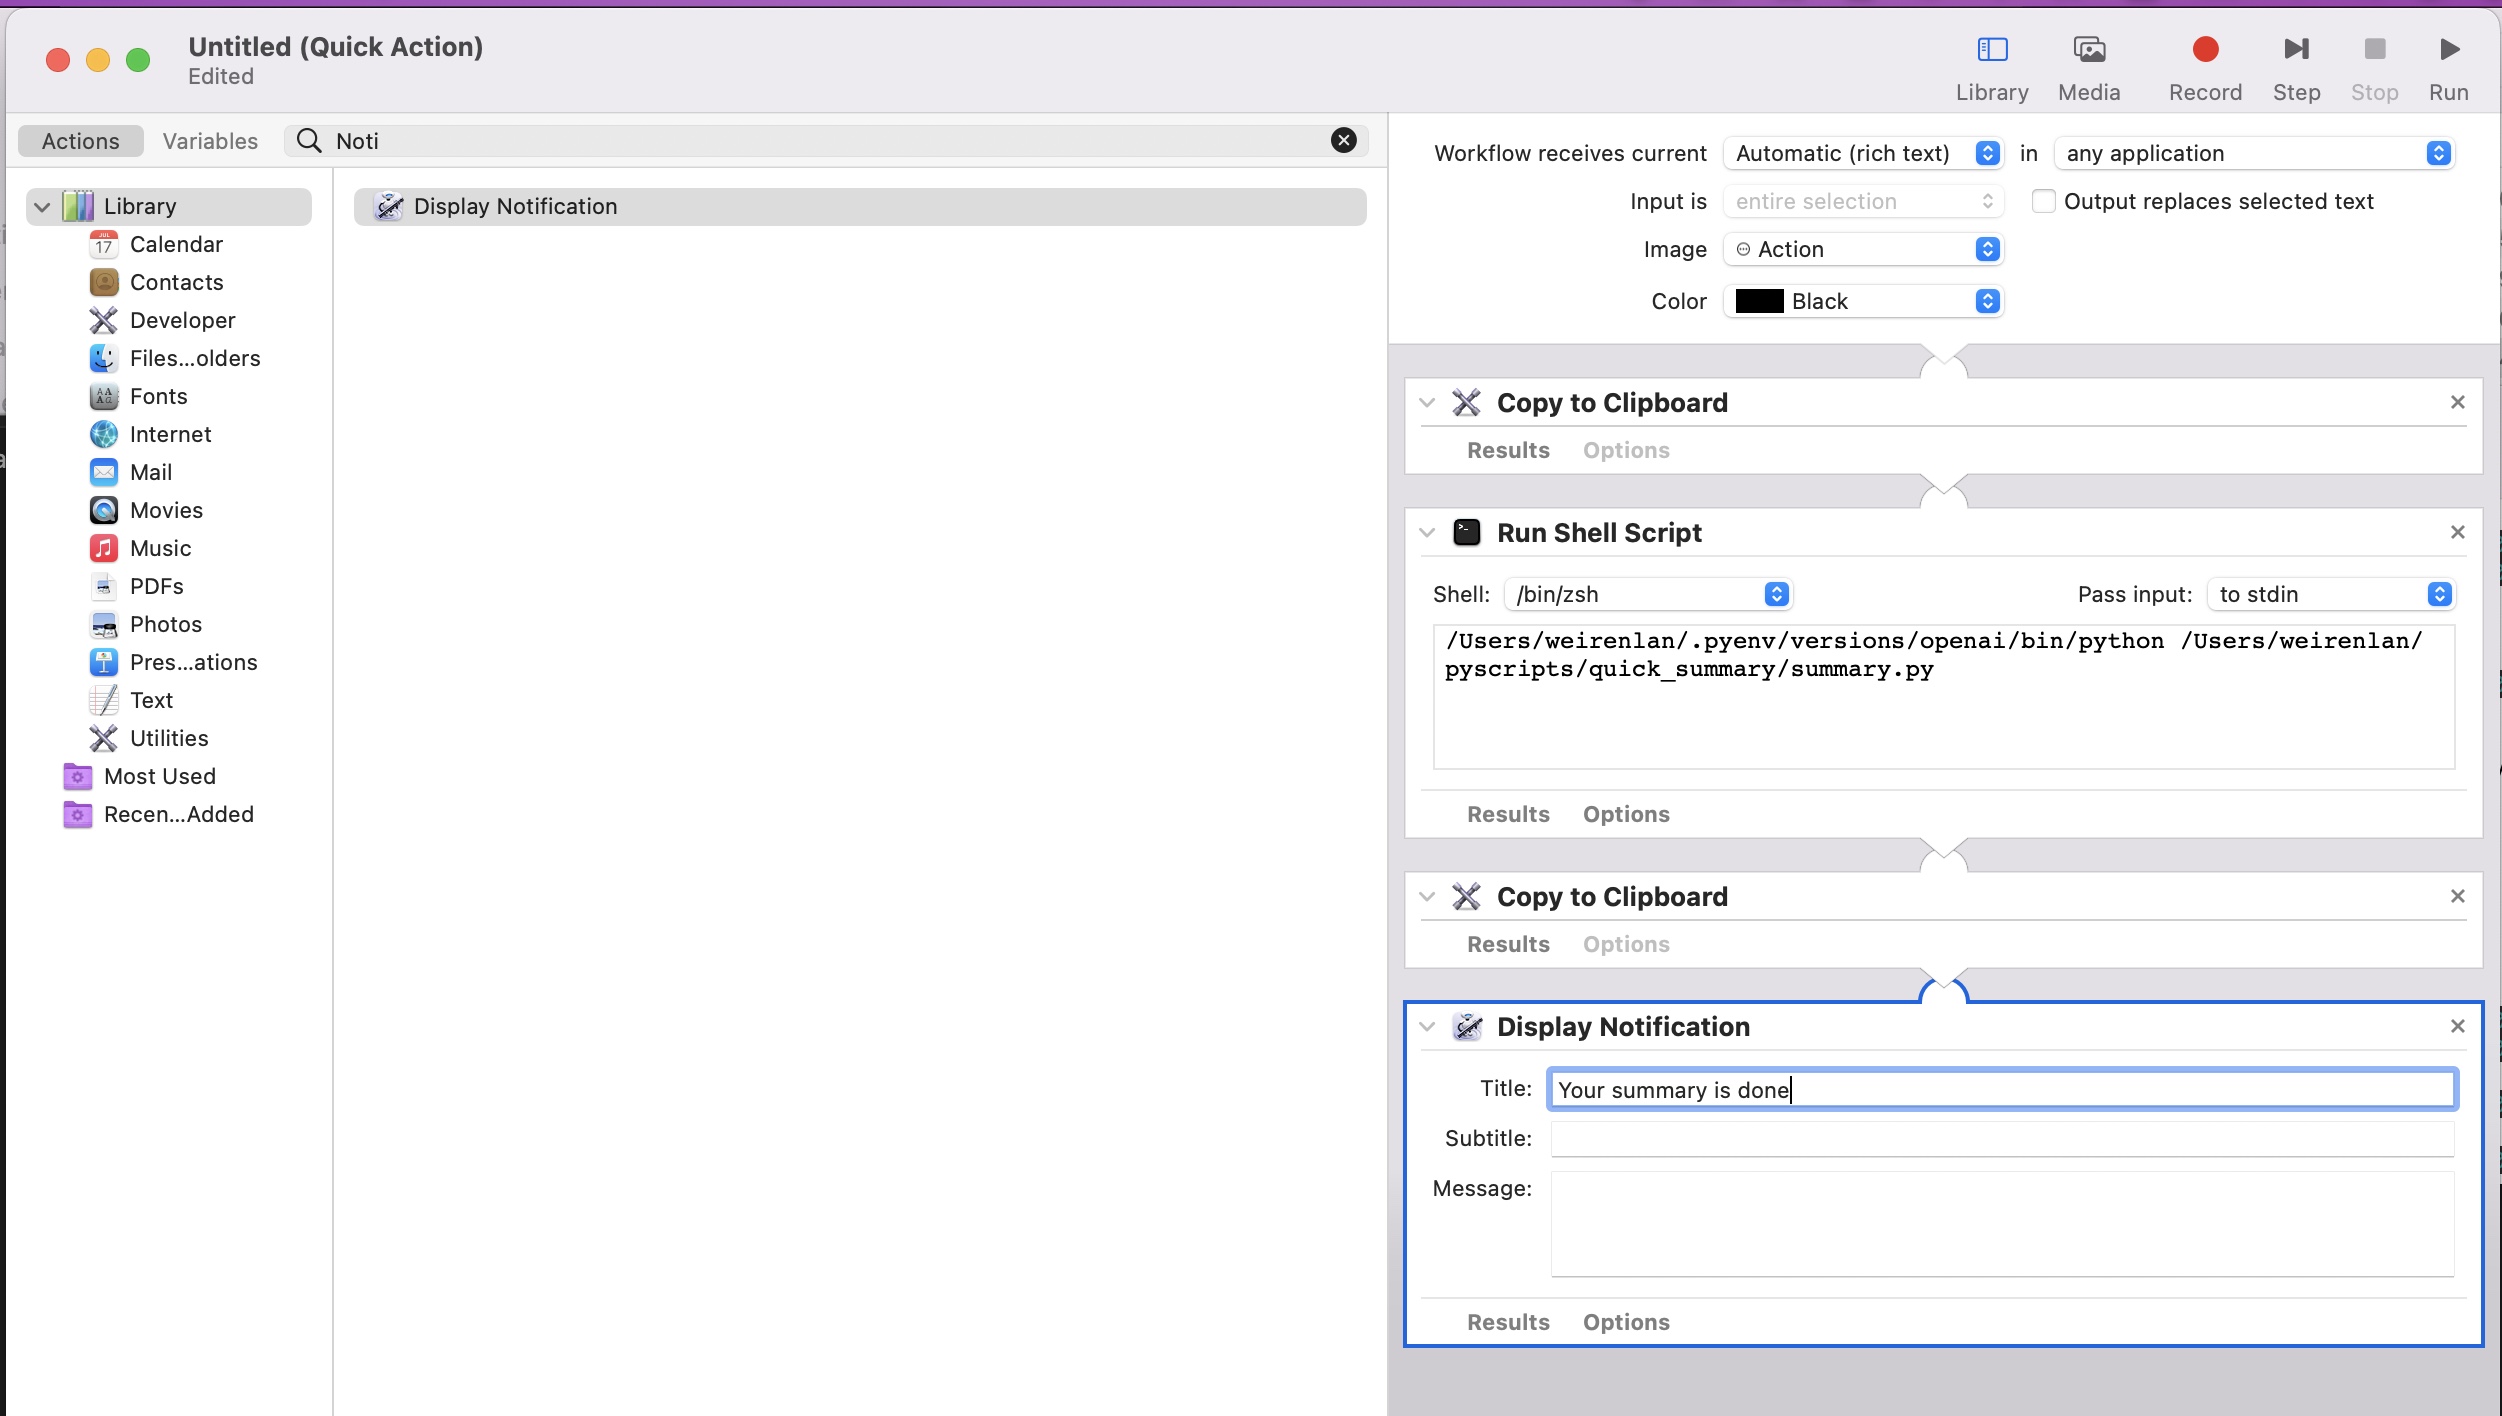 Untitled (Quick Action)
Edited
Library
Media
Record
Step
Stop
Run
Actions
Variables
Noti
Library
Calendar
Contacts
Developer
Files...olders
Fonts
Internet
Mail
Movies
Music
PDFs
Photos
Pres...ations
Text
Utilities
Most Used
Recen...Added
Display Notification
Workflow receives current Automatic (rich text) in any application
Input is entire selection Output replaces selected text
Image Action
Color Black
Copy to Clipboard
Results Options
Run Shell Script
Shell: /bin/zsh Pass input: to stdin
/Users/weirenlan/.pyenv/versions/openai/bin/python /Users/weirenlan/
pyscripts/quick_summary/summary.py
Results Options
Copy to Clipboard
Results Options
Display Notification
Title: Your summary is done
Subtitle:
Message:
Results Options